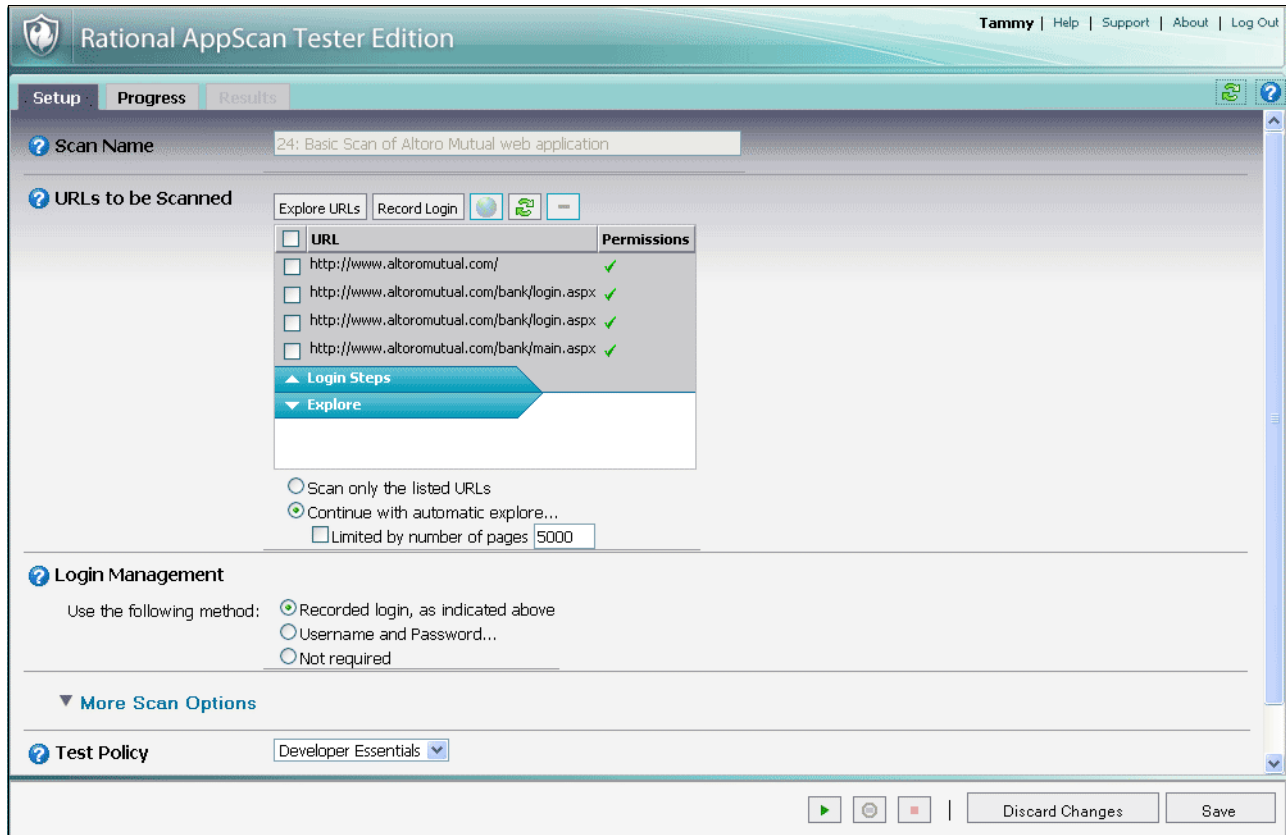 Rational AppScan Tester Edition
Tammy | Help | Support | About | Log Out
Setup Progress Results
Scan Name 24: Basic Scan of Altoro Mutual web application
URLs to be Scanned
Explore URLs Record Login
URL Permissions
http://www.altoromutual.com/
http://www.altoromutual.com/bank/login.aspx
http://www.altoromutual.com/bank/login.aspx
http://www.altoromutual.com/bank/main.aspx
Login Steps
Explore
Scan only the listed URLs
Continue with automatic explore...
Limited by number of pages 5000
Login Management
Use the following method: Recorded login, as indicated above
Username and Password...
Not required
More Scan Options
Test Policy Developer Essentials
Discard Changes Save